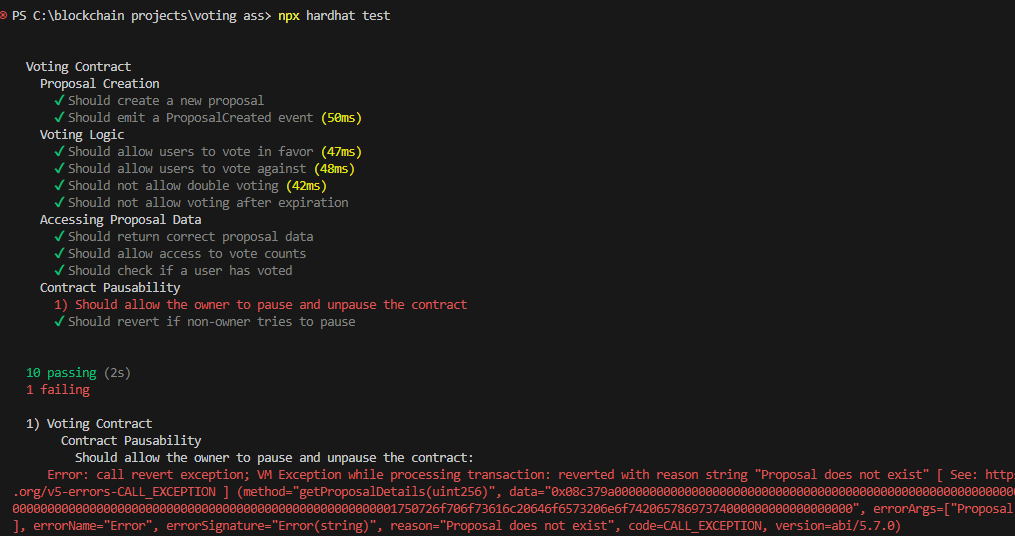 PS C:\blockchain projects\voting ass> npx hardhat test
Voting Contract
Proposal Creation
✓ Should create a new proposal
✓ Should emit a ProposalCreated event (50ms)
Voting Logic
✓ Should allow users to vote in favor (47ms)
✓ Should allow users to vote against (48ms)
✓ Should not allow double voting (42ms)
✓ Should not allow voting after expiration
Accessing Proposal Data
✓ Should return correct proposal data
✓ Should allow access to vote counts
✓ Should check if a user has voted
Contract Pausability
1) Should allow the owner to pause and unpause the contract
✓ Should revert if non-owner tries to pause
10 passing (2s)
1 failing
1) Voting Contract
Contract Pausability
Should allow the owner to pause and unpause the contract:
Error: call revert exception; VM Exception while processing transaction: reverted with reason string "Proposal does not exist" [ See: http
.org/v5-errors-CALL_EXCEPTION ] (method="getProposalDetails(uint256)",
], errorName="Error", errorSignature="Error(string)", reason="Proposal does not exist", code=CALL_EXCEPTION, version=abi/5.7.0)